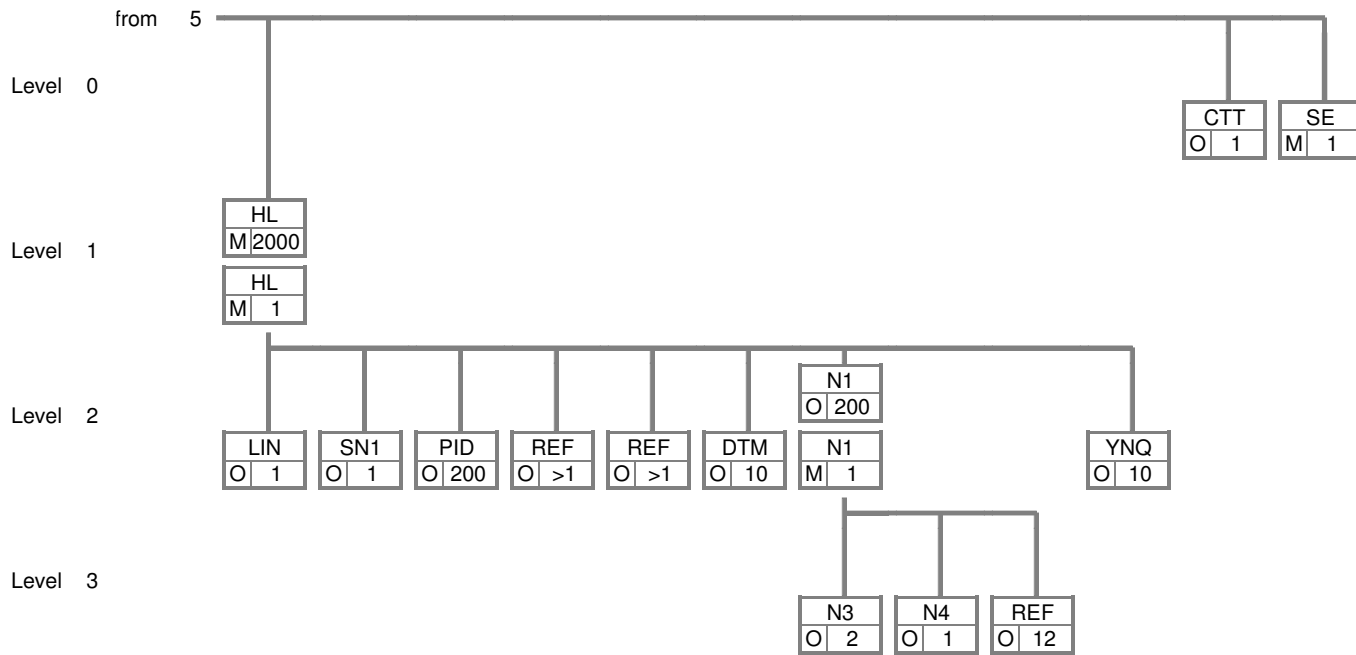 from 5
Level 0
CTT SE
O 1 M 1
HL
M 2000
Level 1
HL
M 1
N1
O 200
Level 2
LIN SN1 PID REF REF DTM N1 YNQ
O 1 O 1 O 200 O >1 O >1 O 10 M 1 O 10
Level 3
N3 N4 REF
O 2 O 1 O 12